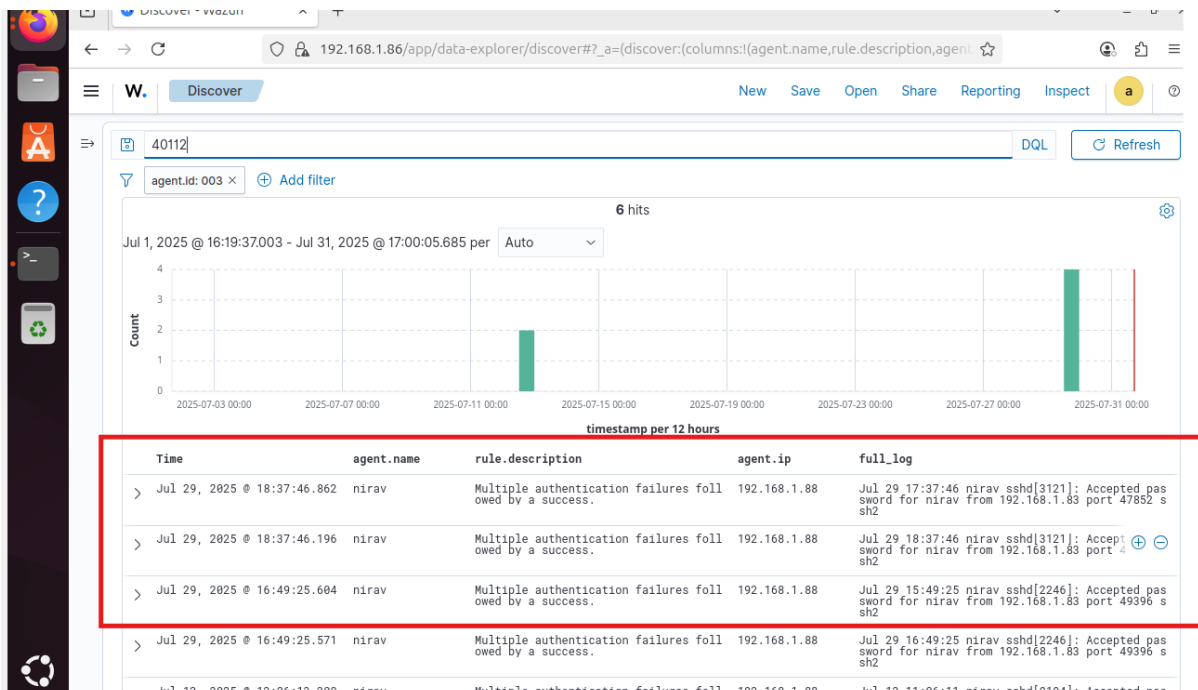 Discover - Wazuh
192.168.1.86/app/data-explorer/discover#?_a=(discover:(columns:!(agent.name,rule.description,agent.
W. Discover New Save Open Share Reporting Inspect a
40112 DQL Refresh
agent.id: 003 × Add filter
6 hits
Jul 1, 2025 @ 16:19:37.003 - Jul 31, 2025 @ 17:00:05.685 per Auto
4
3
2
1
0
Count
2025-07-03 00:00 2025-07-07 00:00 2025-07-11 00:00 2025-07-15 00:00 2025-07-19 00:00 2025-07-23 00:00 2025-07-27 00:00 2025-07-31 00:00
timestamp per 12 hours
Time agent.name rule.description agent.ip full_log
Jul 29, 2025 @ 18:37:46.862 nirav Multiple authentication failures foll 192.168.1.88 Jul 29 17:37:46 nirav sshd[3121]: Accepted pas
owed by a success. sword for nirav from 192.168.1.83 port 47852 s
sh2
Jul 29, 2025 @ 18:37:46.196 nirav Multiple authentication failures foll 192.168.1.88 Jul 29 18:37:46 nirav sshd[3121]: Accept
owed by a success. sword for nirav from 192.168.1.83 port 4
sh2
Jul 29, 2025 @ 16:49:25.604 nirav Multiple authentication failures foll 192.168.1.88 Jul 29 15:49:25 nirav sshd[2246]: Accepted pas
owed by a success. sword for nirav from 192.168.1.83 port 49396 s
sh2
Jul 29, 2025 @ 16:49:25.571 nirav Multiple authentication failures foll 192.168.1.88 Jul 29 16:49:25 nirav sshd[2246]: Accepted pas
owed by a success. sword for nirav from 192.168.1.83 port 49396 s
sh2